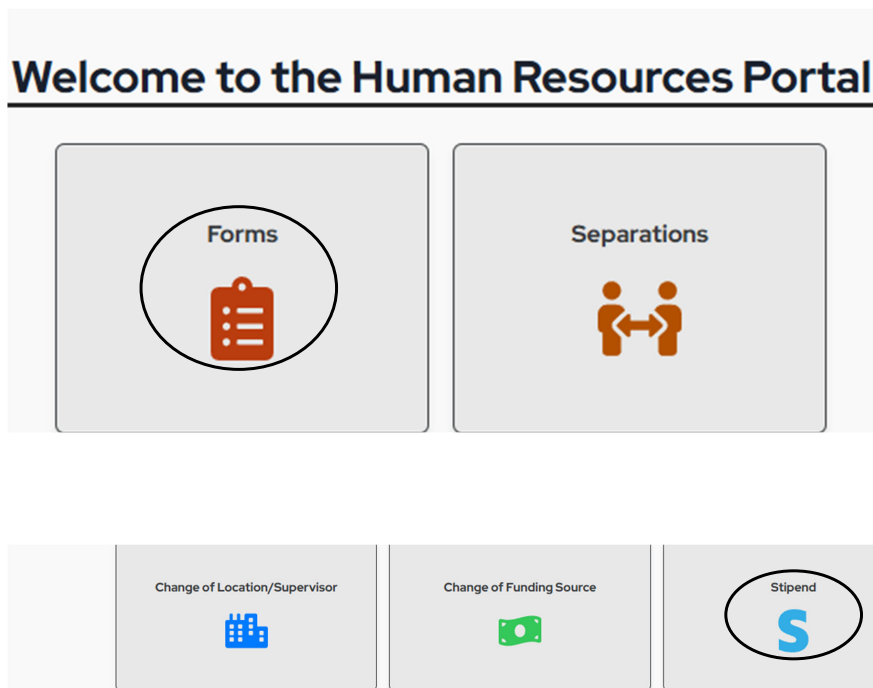 Welcome to the Human Resources Portal
Forms
Separations
Change of Location/Supervisor
Change of Funding Source
Stipend
S